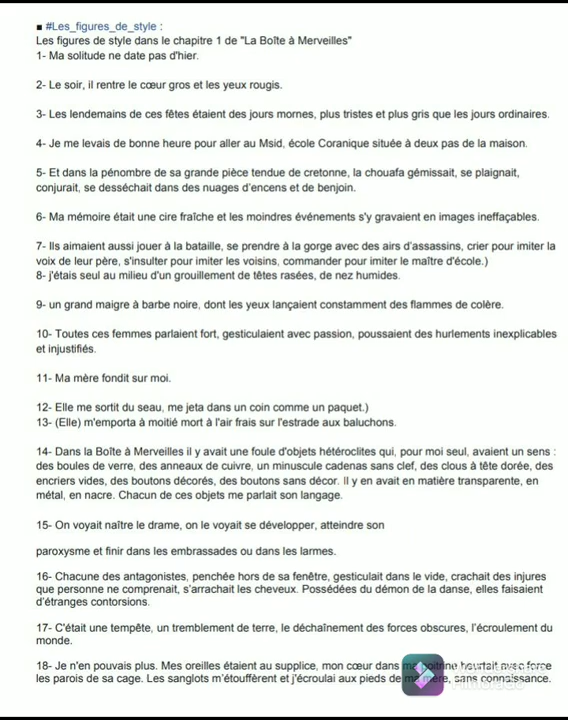 ■ #Les_figures_de_style :
Les figures de style dans le chapitre 1 de "La Boîte à Merveilles"
1- Ma solitude ne date pas d'hier.
2- Le soir, il rentre le cœur gros et les yeux rougis.
3- Les lendemains de ces fêtes étaient des jours mornes, plus tristes et plus gris que les jours ordinaires.
4- Je me levais de bonne heure pour aller au Msid, école Coranique située à deux pas de la maison.
5- Et dans la pénombre de sa grande pièce tendue de cretonne, la chouafa gémissait, se plaignait,
conjurait, se desséchait dans des nuages d'encens et de benjoin.
6- Ma mémoire était une cire fraîche et les moindres événements s'y gravaient en images ineffaçables.
7- Ils aimaient aussi jouer à la bataille, se prendre à la gorge avec des airs d'assassins, crier pour imiter la
voix de leur père, s'insulter pour imiter les voisins, commander pour imiter le maître d'école.)
8- j'étais seul au milieu d'un grouillement de têtes rasées, de nez humides.
9- un grand maigre à barbe noire, dont les yeux lançaient constamment des flammes de colère.
10- Toutes ces femmes parlaient fort, gesticulaient avec passion, poussaient des hurlements inexplicables
et injustifiés.
11- Ma mère fondit sur moi.
12- Elle me sortit du seau, me jeta dans un coin comme un paquet.)
13- (Elle) m'emporta à moitié mort à l'air frais sur l'estrade aux baluchons.
14- Dans la Boîte à Merveilles il y avait une foule d'objets hétéroclites qui, pour moi seul, avaient un sens :
des boules de verre, des anneaux de cuivre, un minuscule cadenas sans clef, des clous à tête dorée, des
encriers vides, des boutons décorés, des boutons sans décor. Il y en avait en matière transparente, en
métal, en nacre. Chacun de ces objets me parlait son langage.
15- On voyait naître le drame, on le voyait se développer, atteindre son
paroxysme et finir dans les embrassades ou dans les larmes.
16- Chacune des antagonistes, penchée hors de sa fenêtre, gesticulait dans le vide, crachait des injures
que personne ne comprenait, s'arrachait les cheveux. Possédées du démon de la danse, elles faisaient
d'étranges contorsions.
17- C'était une tempête, un tremblement de terre, le déchaînement des forces obscures, l'écroulement du
monde.
18- Je n'en pouvais plus. Mes oreilles étaient au supplice, mon cœur dans ma poitrine heurtait avec force
les parois de sa cage. Les sanglots m'étouffèrent et j'écroulai aux pieds de ma mère, sans connaissance.